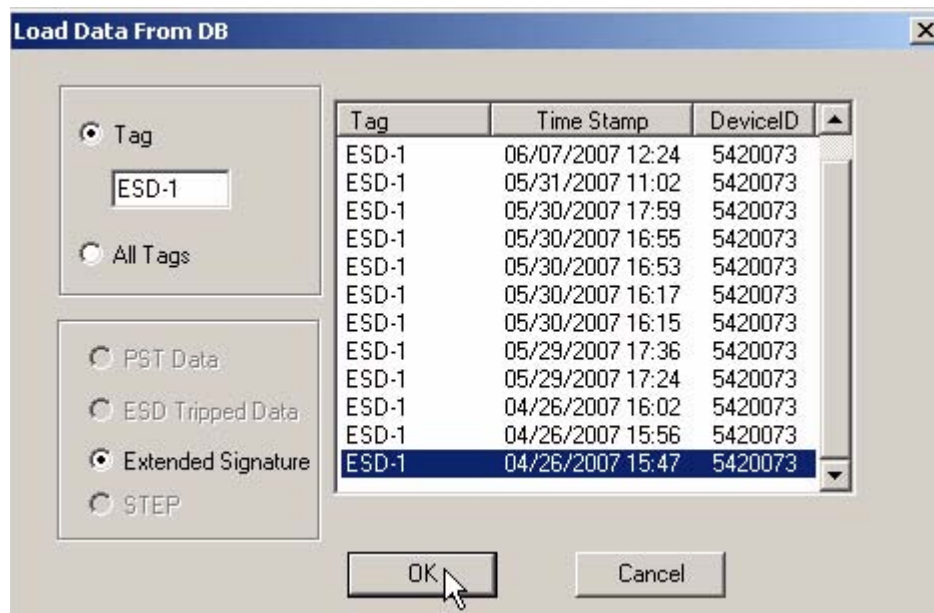 Load Data From DB
Tag
ESD-1
All Tags
PST Data
ESD Tripped Data
Extended Signature
STEP
Tag Time Stamp DeviceID
ESD-1 06/07/2007 12:24 5420073
ESD-1 05/31/2007 11:02 5420073
ESD-1 05/30/2007 17:59 5420073
ESD-1 05/30/2007 16:55 5420073
ESD-1 05/30/2007 16:53 5420073
ESD-1 05/30/2007 16:17 5420073
ESD-1 05/30/2007 16:15 5420073
ESD-1 05/29/2007 17:36 5420073
ESD-1 05/29/2007 17:24 5420073
ESD-1 04/26/2007 16:02 5420073
ESD-1 04/26/2007 15:56 5420073
ESD-1 04/26/2007 15:47 5420073
OK Cancel